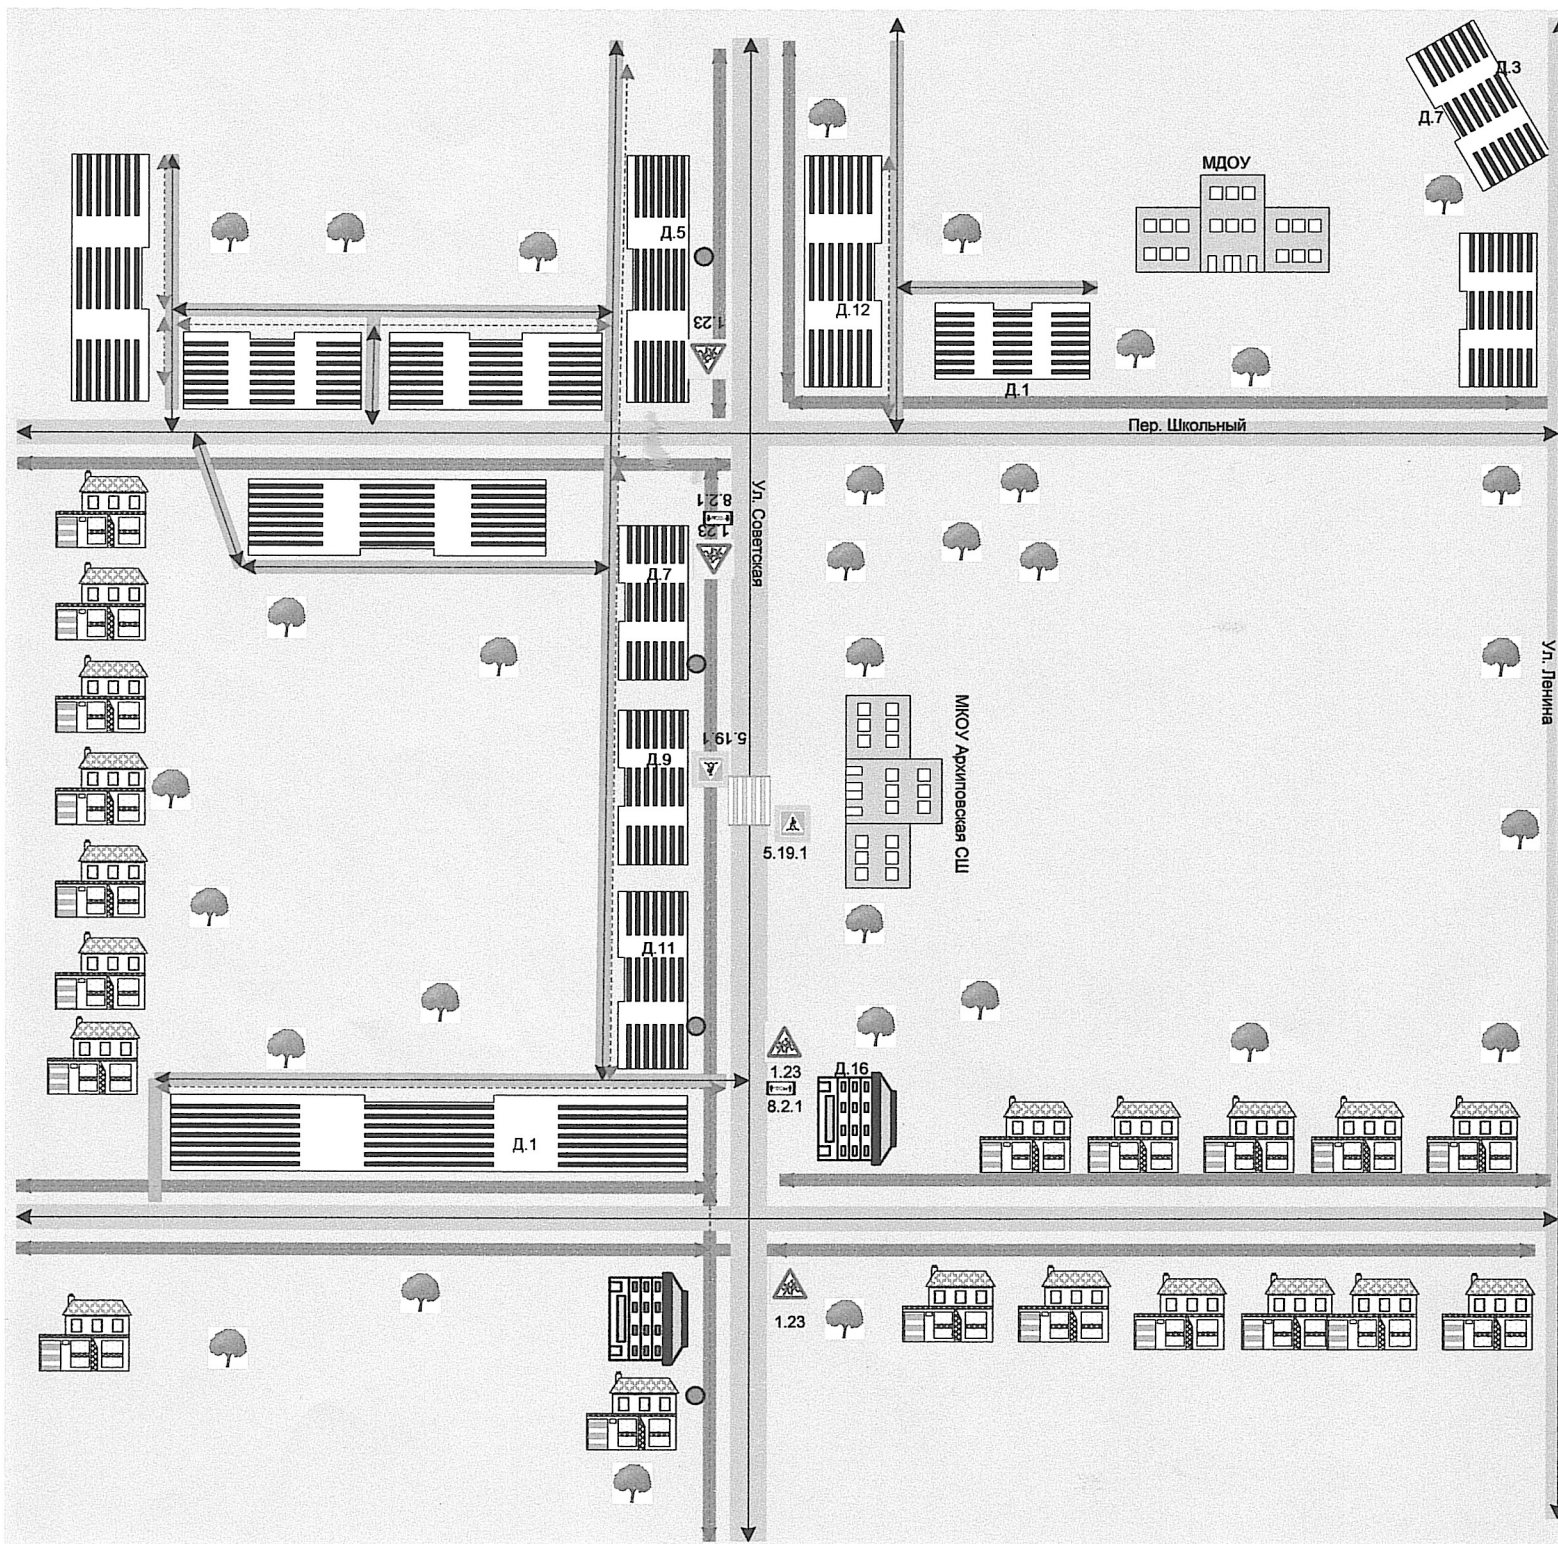 Д.3
Д.7
МДОУ
Д.5
1.23
Д.12
Д.1
Пер. Школьный
8.2.1
1.23
Ул. Советская
Д.7
Ул. Ленина
МКОУ Архиповская СШ
5.19.1
Д.9
5.19.1
Д.11
1.23
8.2.1
Д.16
Д.1
1.23